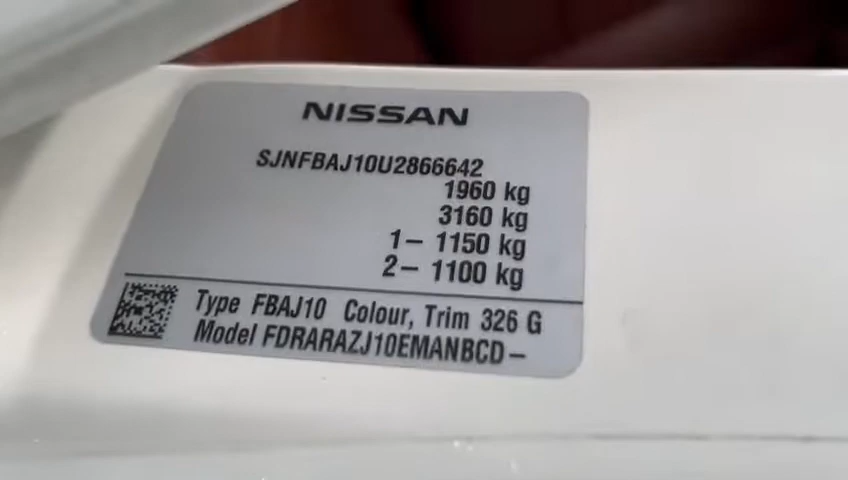 NISSAN
SJNFBAJ10U2866642
1960 kg
3160 kg
1– 1150 kg
2– 1100 kg
Type FBAJ10 Colour, Trim 326 G
Model FDRARAZJ10EMANBCD –